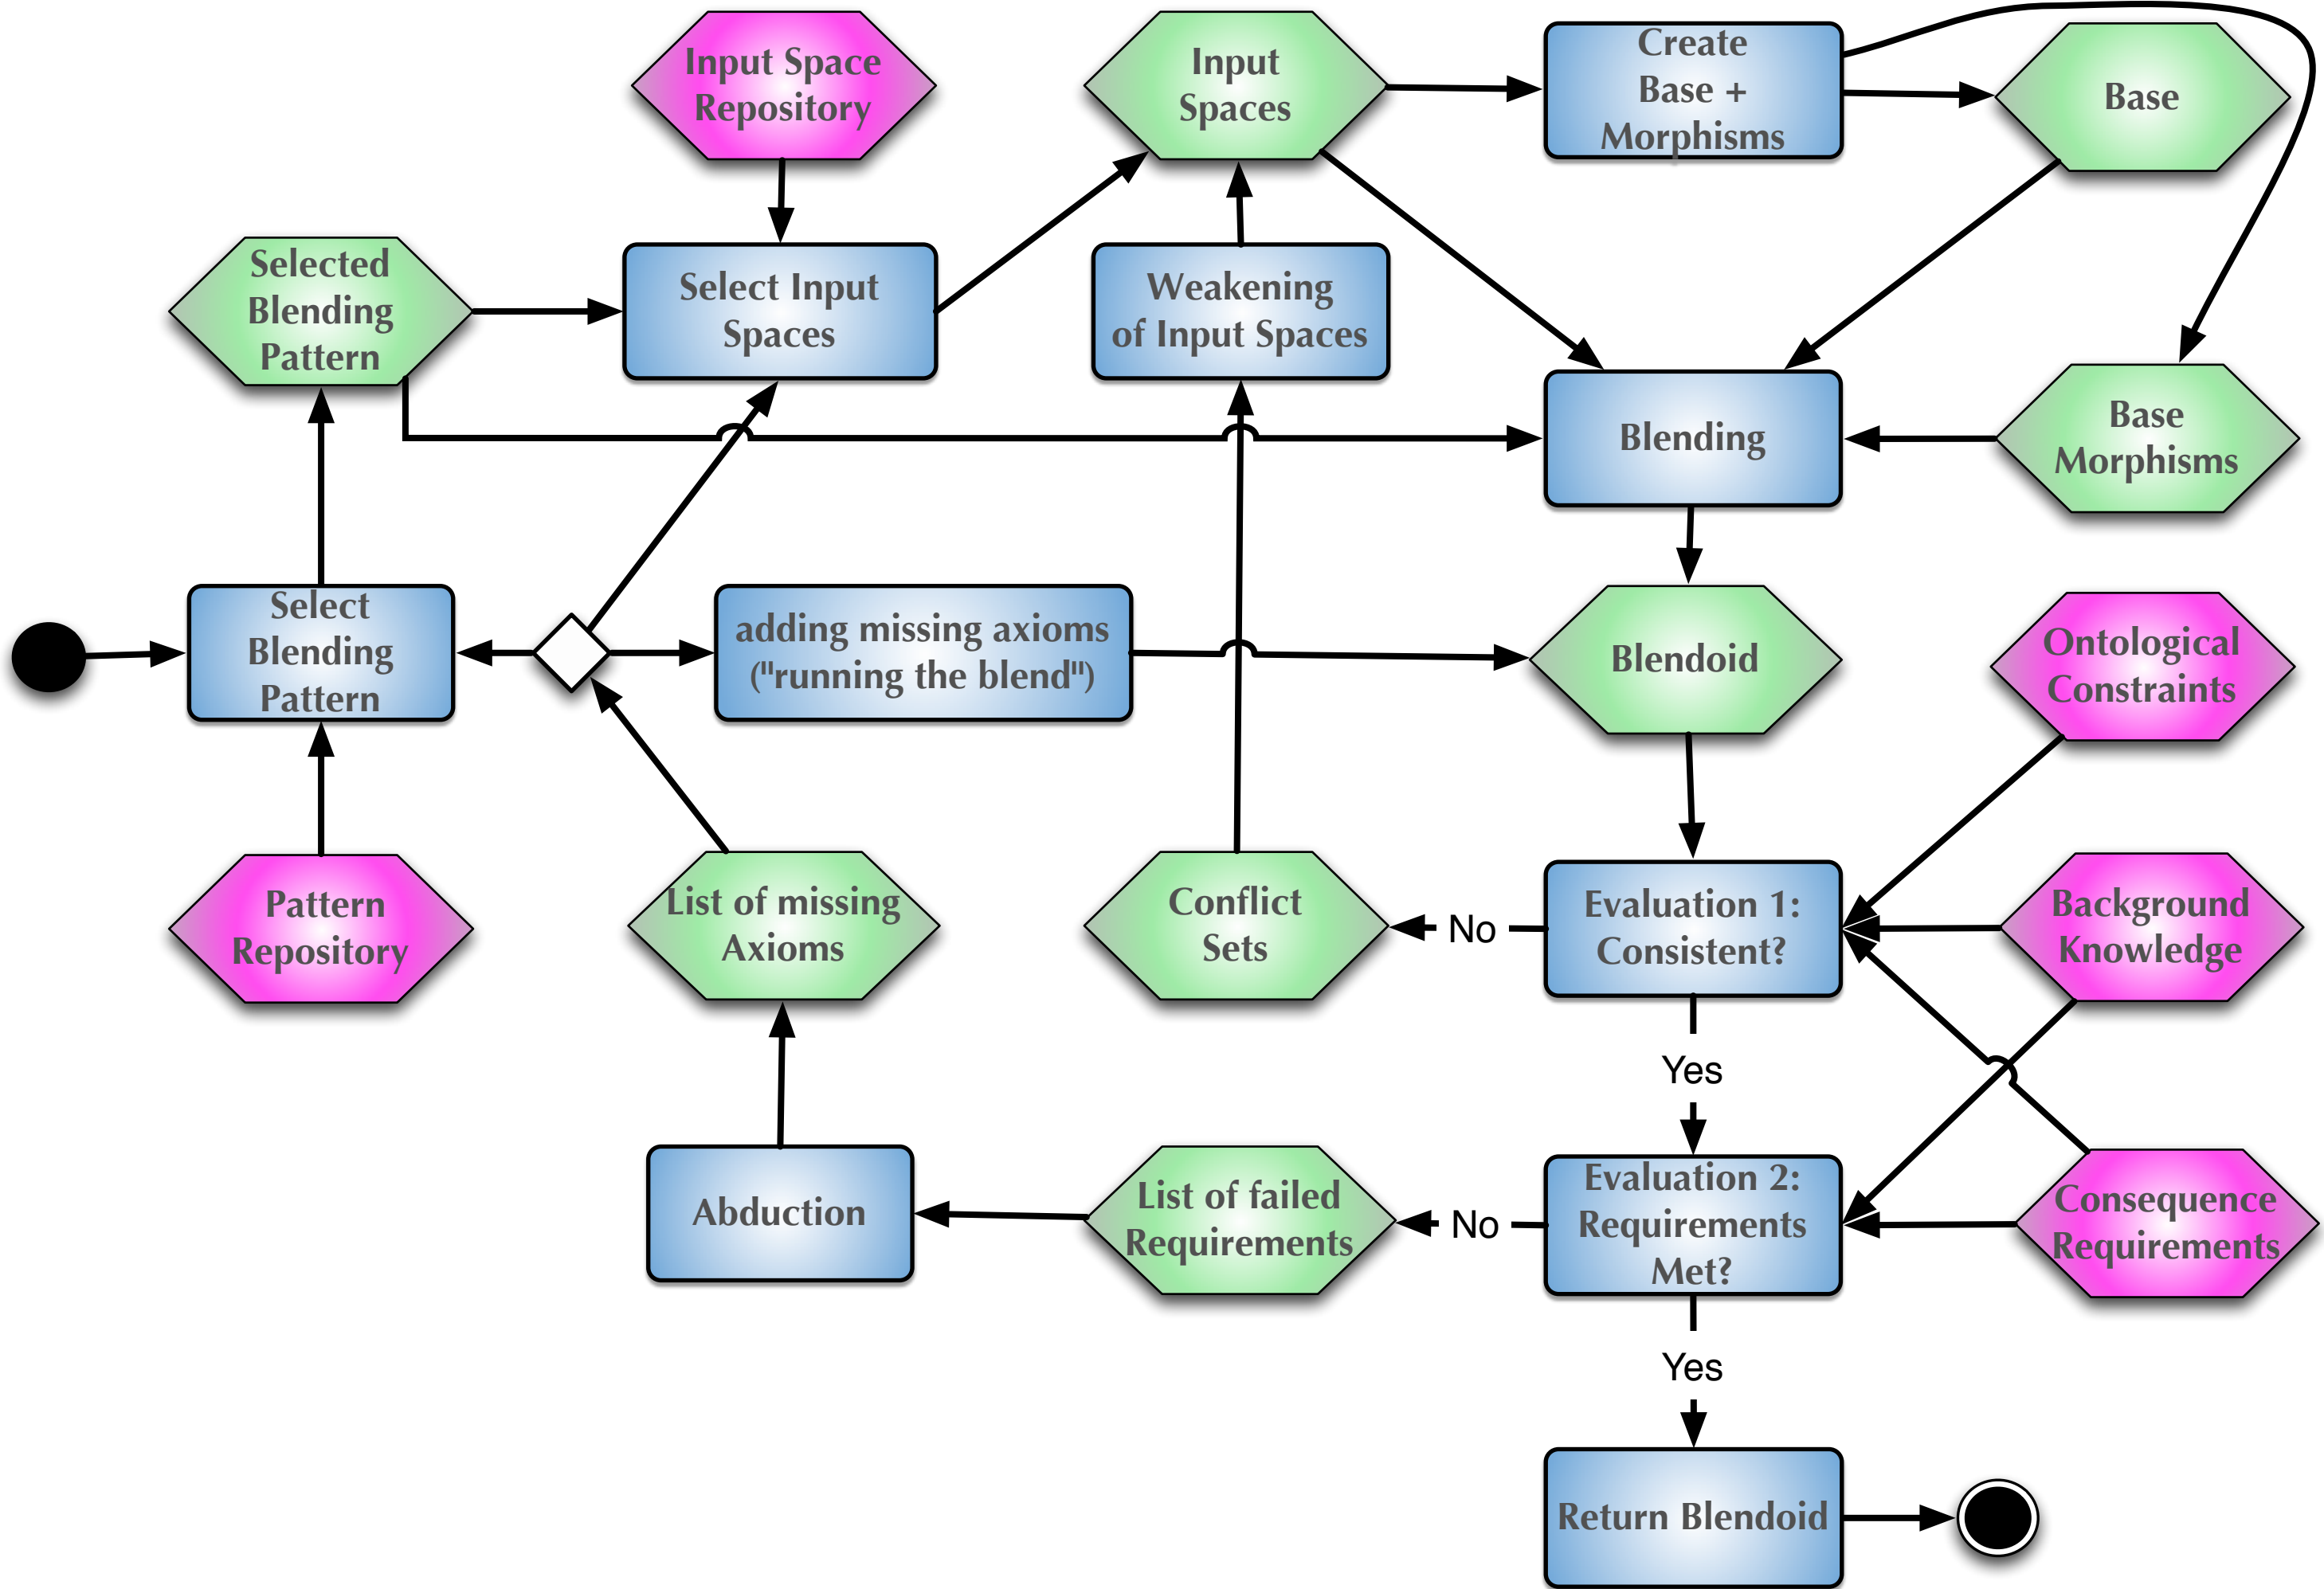 Input Space
Repository
Input
Spaces
Create
Base +
Morphisms
Base
Selected
Blending
Pattern
Select Input
Spaces
Weakening
of Input Spaces
Blending
Base
Morphisms
Select
Blending
Pattern
adding missing axioms
("running the blend")
Blendoid
Ontological
Constraints
Pattern
Repository
List of missing
Axioms
Conflict
Sets
No
Evaluation 1:
Consistent?
Background
Knowledge
Yes
Abduction
List of failed
Requirements
No
Evaluation 2:
Requirements
Met?
Consequence
Requirements
Yes
Return Blendoid